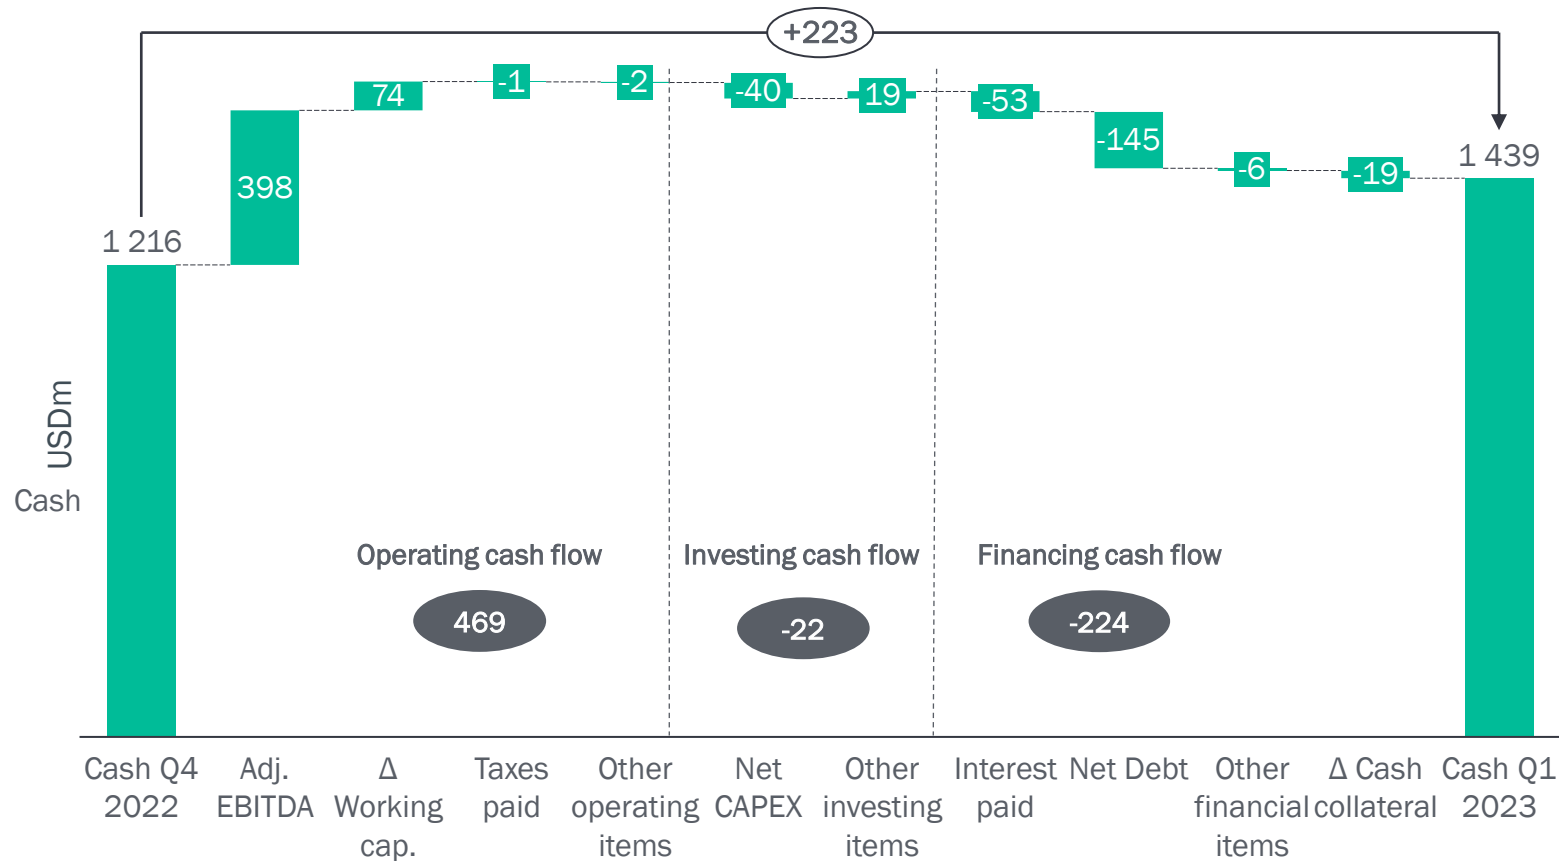 +223
74
-1
-2
-40
19
-53
398
-145
1 439
-6
-19
1 216
USDm
Cash
Operating cash flow
Investing cash flow
Financing cash flow
469
-22
-224
Cash Q4
2022
Adj.
EBITDA
Δ
Working
cap.
Taxes
paid
Other
operating
items
Net
CAPEX
Other
investing
items
Interest
paid
Net Debt
Other
financial
items
Δ Cash
collateral
Cash Q1
2023